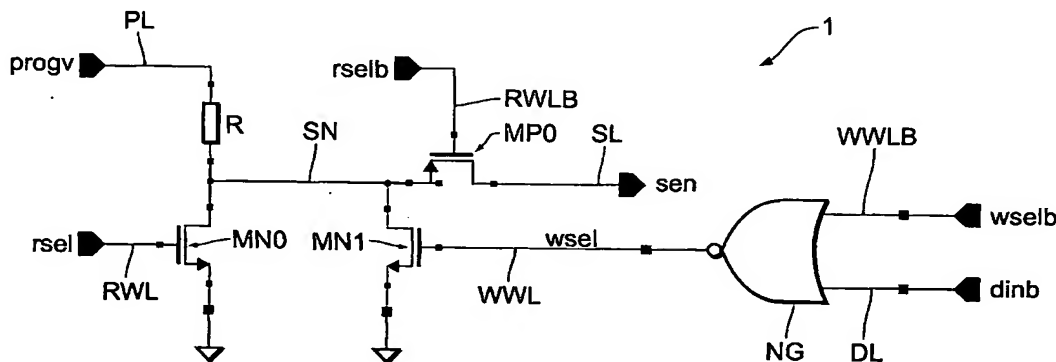 PL
1
progv
rselb
RWLB
R
SN
MP0
SL
WWLB
sen
wselb
rsel
MN0
MN1
wsel
RWL
WWL
dinb
NG
DL